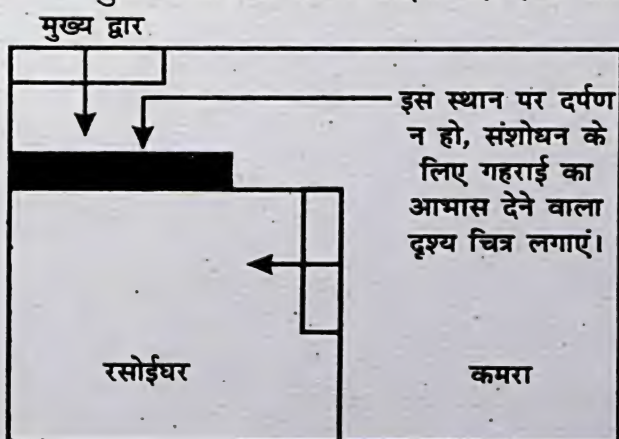 मुख्य द्वार
इस स्थान पर दर्पण
न हो, संशोधन के
लिए गहराई का
आभास देने वाला
दृश्य चित्र लगाएं।
रसोईघर
कमरा